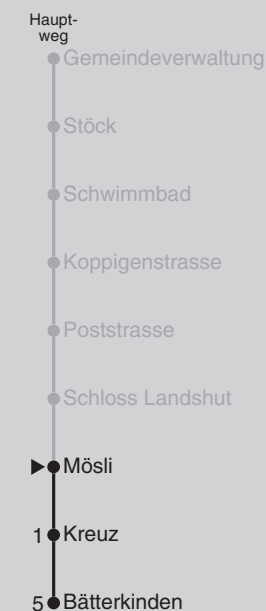 Haupt-
weg
Gemeindeverwaltung
Stöck
Schwimmbad
Koppigenstrasse
Poststrasse
Schloss Landshut
Mösli
1 Kreuz
5 Bätterkinden